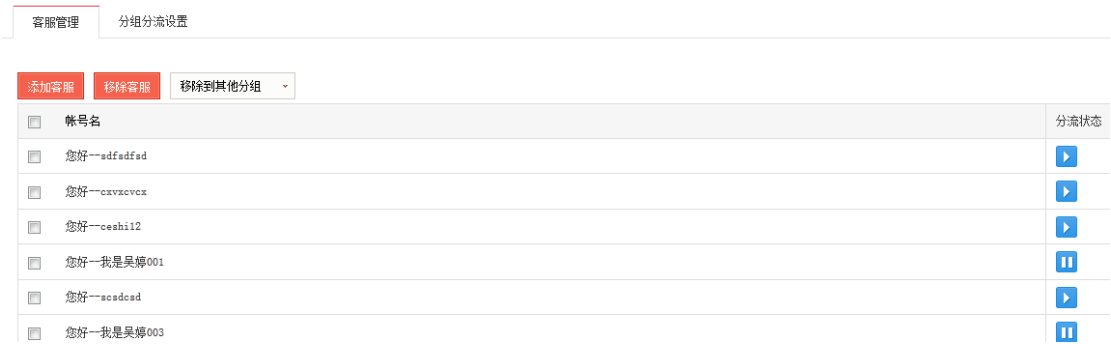 客服管理 分组分流设置
添加客服 移除客服 移除到其他分组
帐号名 分流状态
您好--sdfsdfsd
您好--cxvxcvcx
您好--ceshi12
您好--我是吴婷001
您好--scsdcsd
您好--我是吴婷003